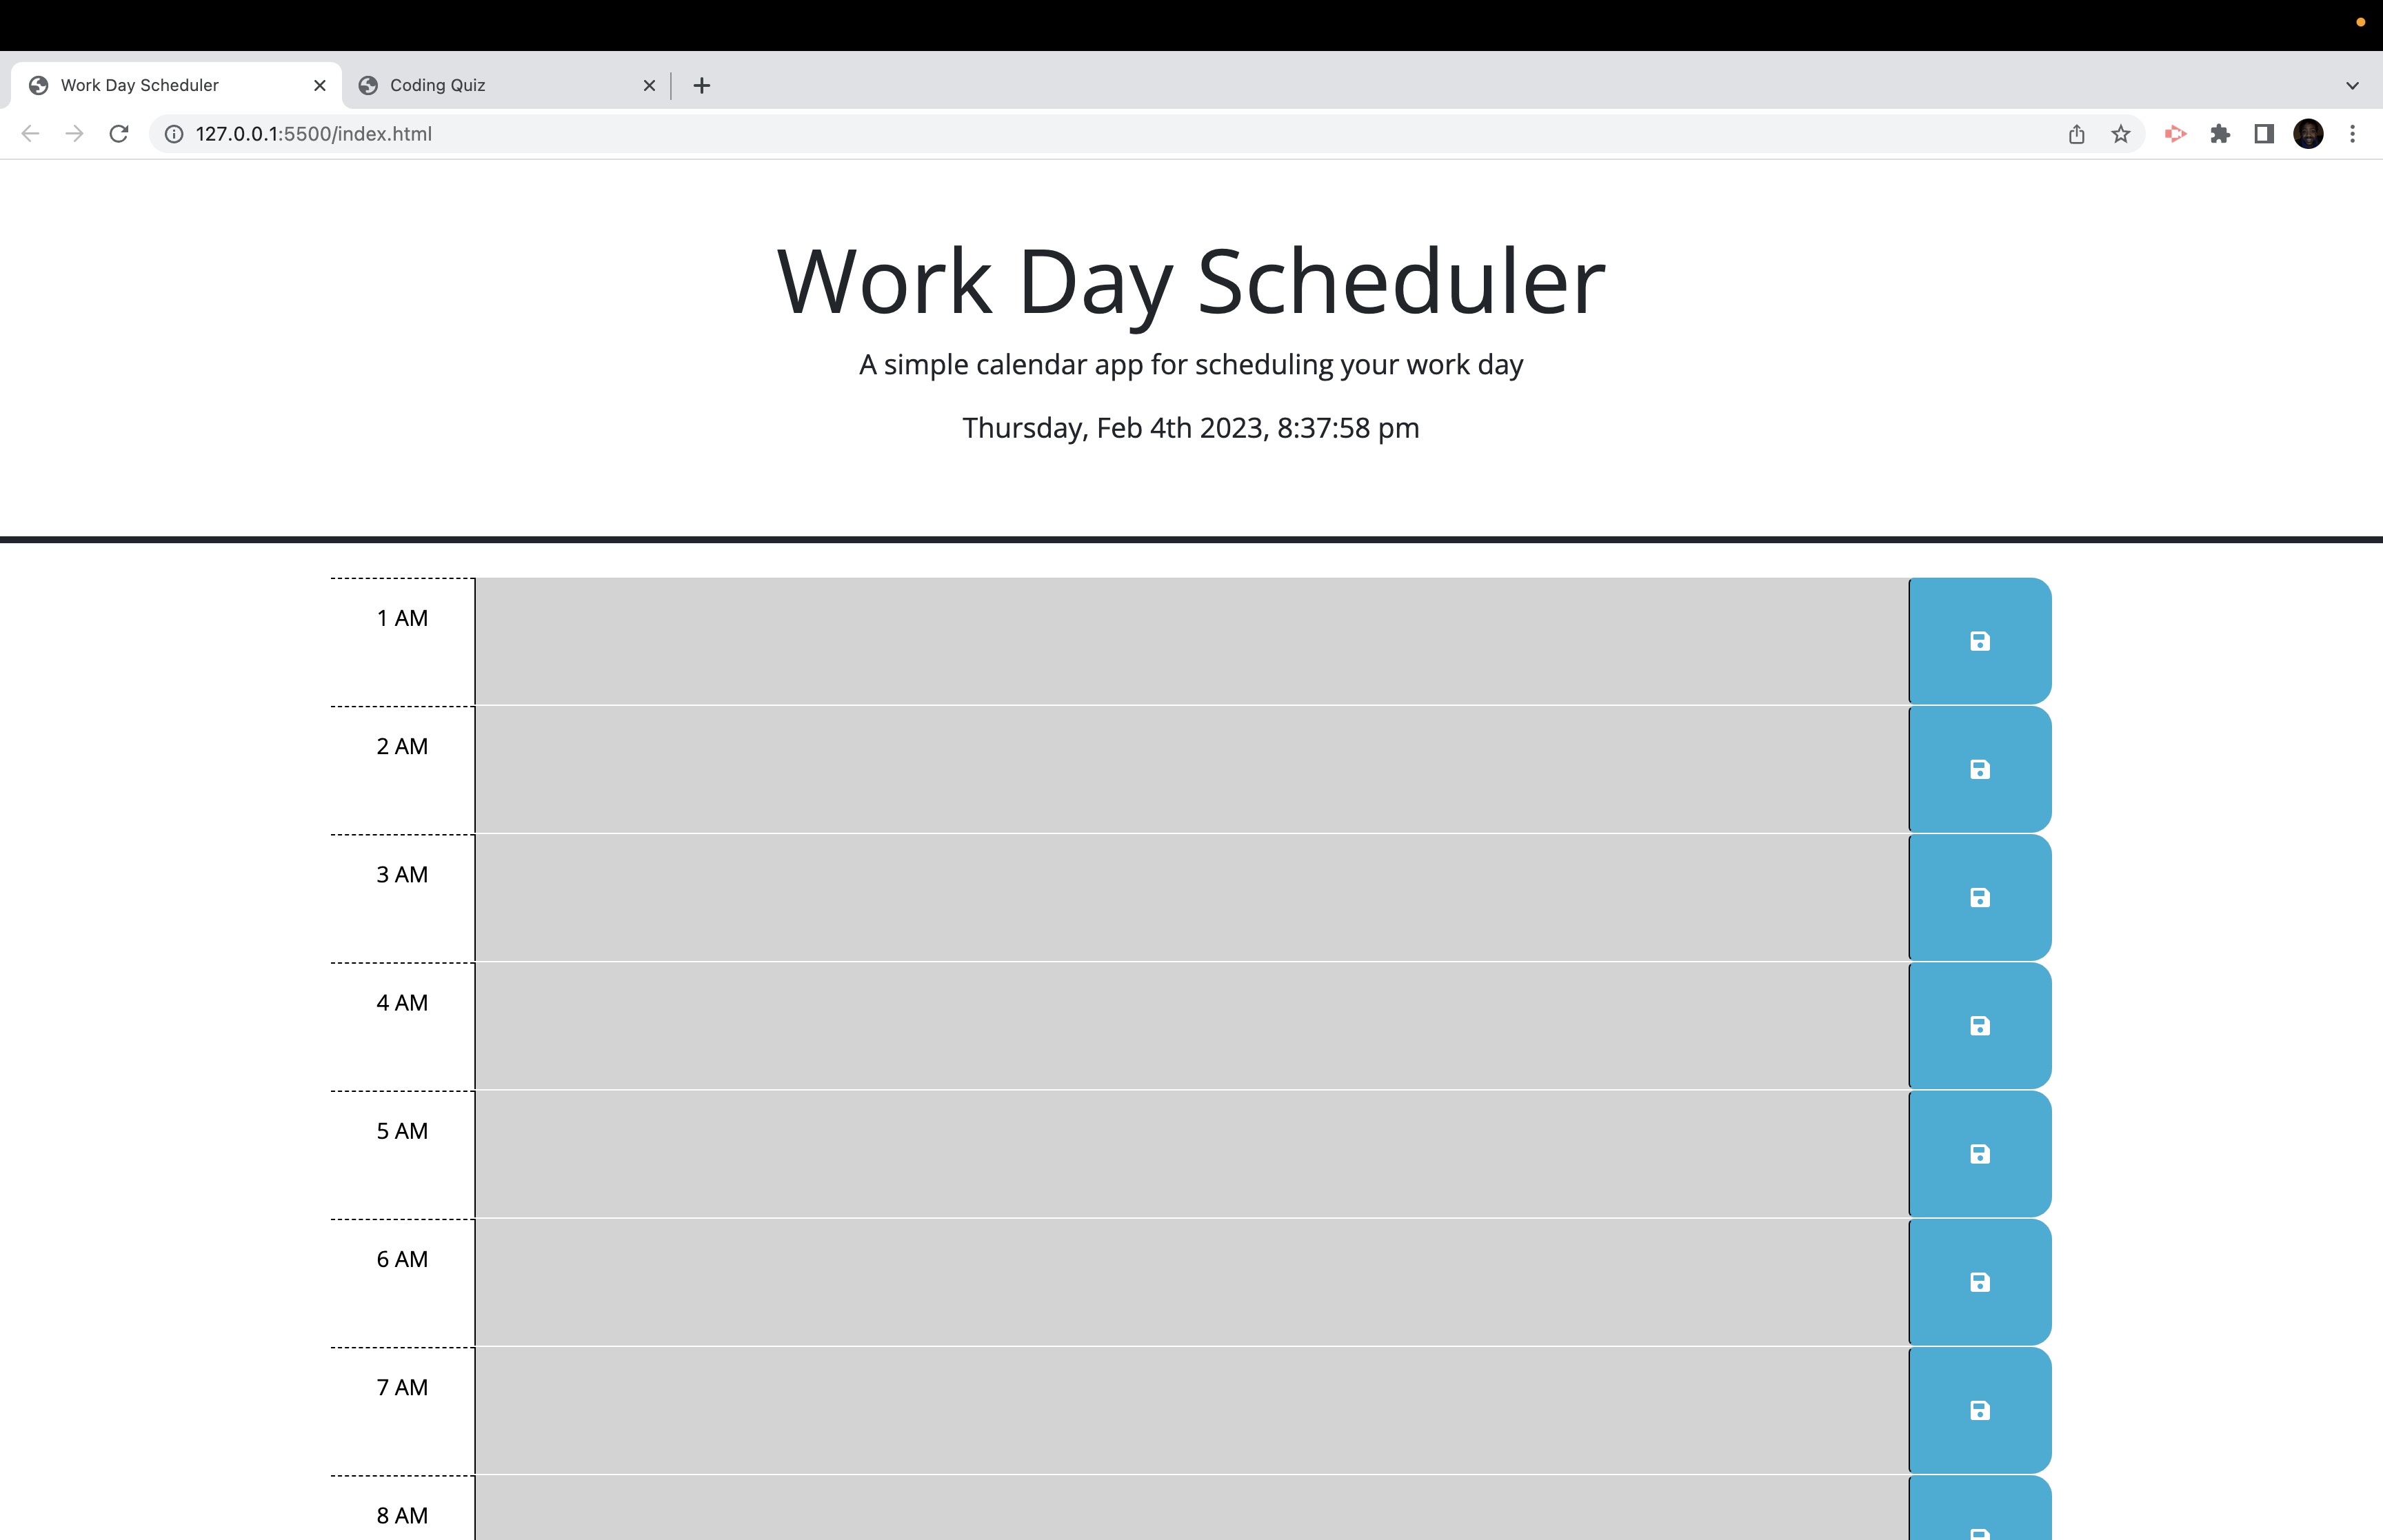 Work Day Scheduler
Coding Quiz
127.0.0.1:5500/index.html
Work Day Scheduler
A simple calendar app for scheduling your work day
Thursday, Feb 4th 2023, 8:37:58 pm
1 AM
2 AM
3 AM
4 AM
5 AM
6 AM
7 AM
8 AM